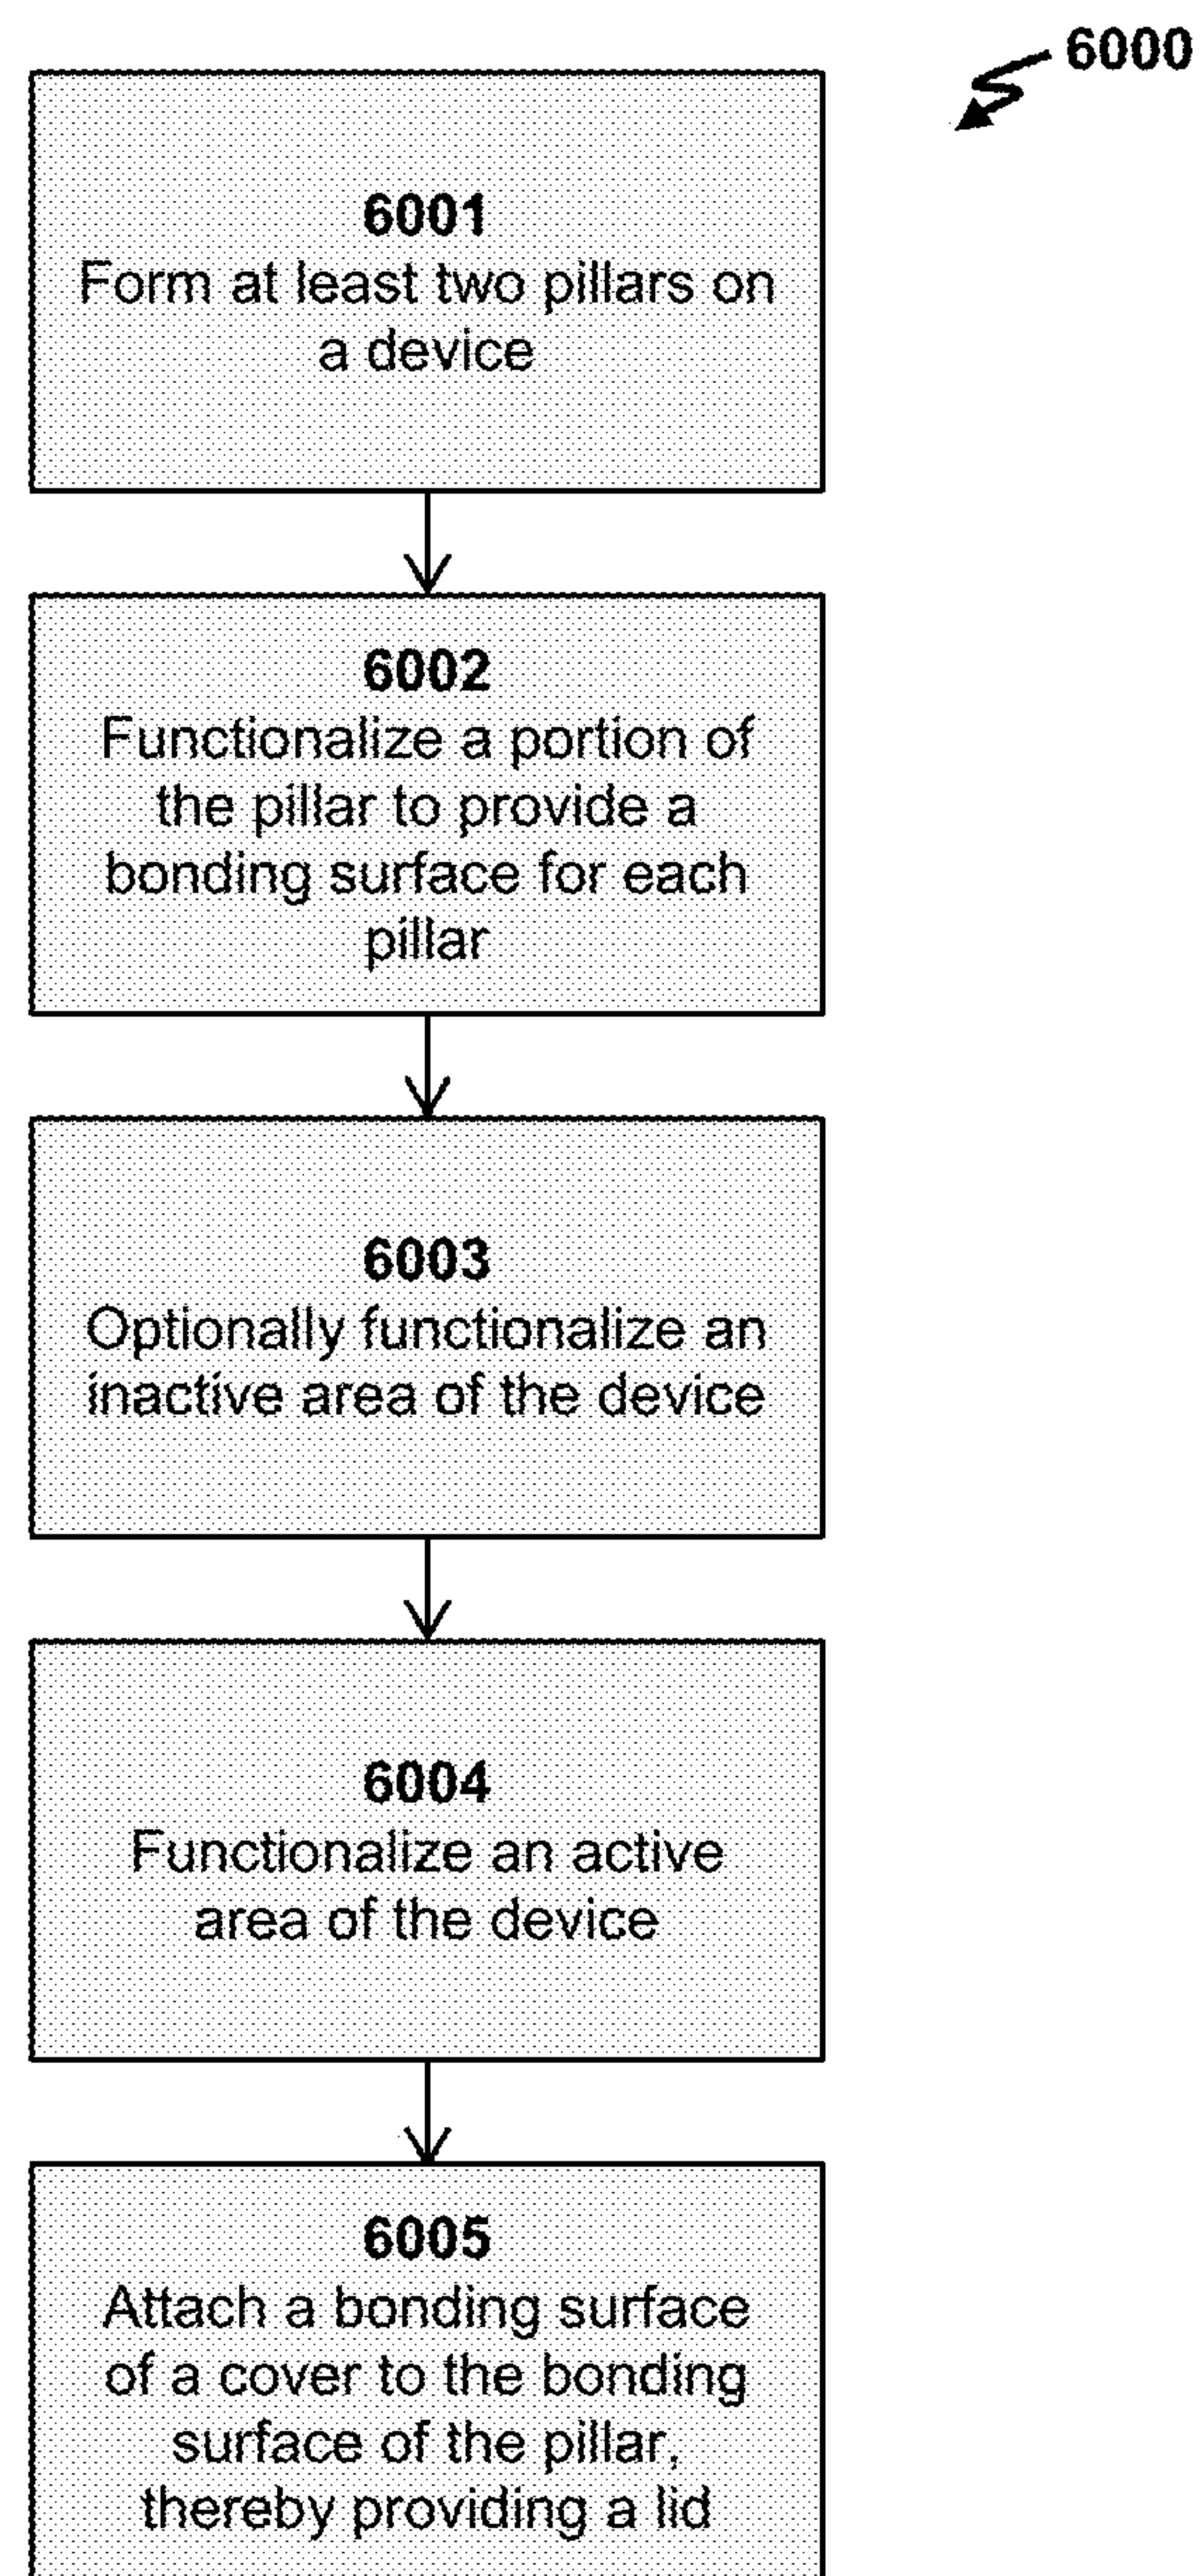 6000
6001
Form at least two pillars on
a device
6002
Functionalize a portion of
the pillar to provide a
bonding surface for each
pillar
6003
Optionally functionalize an
inactive area of the device
6004
Functionalize an active
area of the device
6005
Attach a bonding surface
of a cover to the bonding
surface of the pillar,
thereby providing a lid